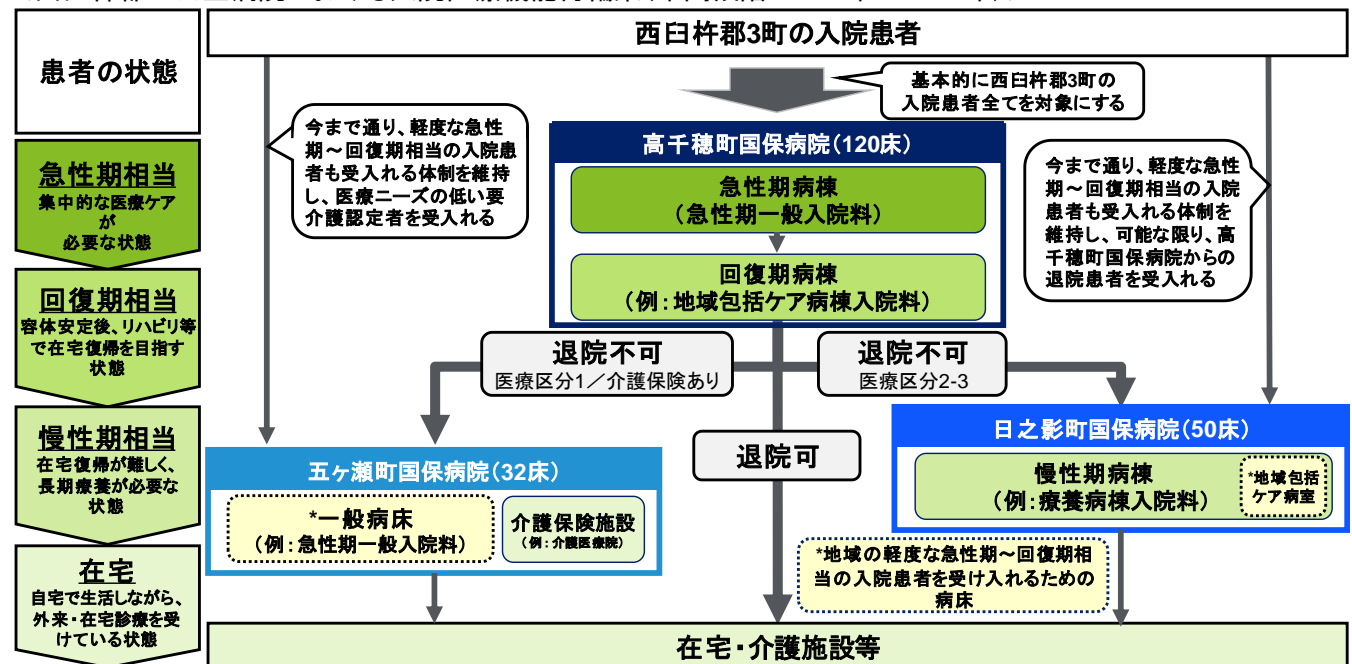 西臼杵郡3町の入院患者
患者の状態
基本的に西臼杵郡3町の
入院患者全てを対象にする
今まで通り、軽度な急性
期～回復期相当の入院患
者も受入れる体制を維持
し、医療ニーズの低い要
介護認定者を受入れる
高千穂町国保病院(120床)
急性期病棟
(急性期一般入院料)
回復期病棟
(例:地域包括ケア病棟入院料)
今まで通り、軽度な急性
期～回復期相当の入院
患者も受入れる体制を
維持し、可能な限り、高
千穂町国保病院からの
退院患者を受入れる
急性期相当
集中的な医療ケア
が
必要な状態
回復期相当
容体安定後、リハビリ等
で在宅復帰を目指す
状態
退院不可
医療区分1／介護保険あり
退院不可
医療区分2-3
退院可
慢性期相当
在宅復帰が難しく、
長期療養が必要な
状態
五ヶ瀬町国保病院(32床)
*一般病床
(例:急性期一般入院料)
介護保険施設
(例:介護医療院)
日之影町国保病院(50床)
慢性期病棟
(例:療養病棟入院料)
*地域包括
ケア病室
*地域の軽度な急性期～回復期相
当の入院患者を受け入れるための
病床
在宅
自宅で生活しながら、
外来・在宅診療を受
けている状態
在宅・介護施設等